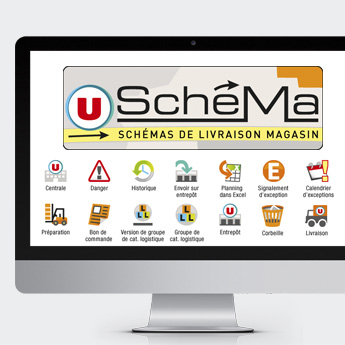 U SchéMa
SCHÉMAS DE LIVRAISON MAGASIN
U
Centrale
Danger
Historique
Envoir sur
entrepôt
Planning
dans Excel
E
Signalement
d'exception
Calendrier
d'exceptions
Préparation
Bon de
commande
L
L L
Version de groupe
de cat. logistique
L
L L
Groupe de
cat. logistique
U
Entrepôt
Corbeille
Livraison